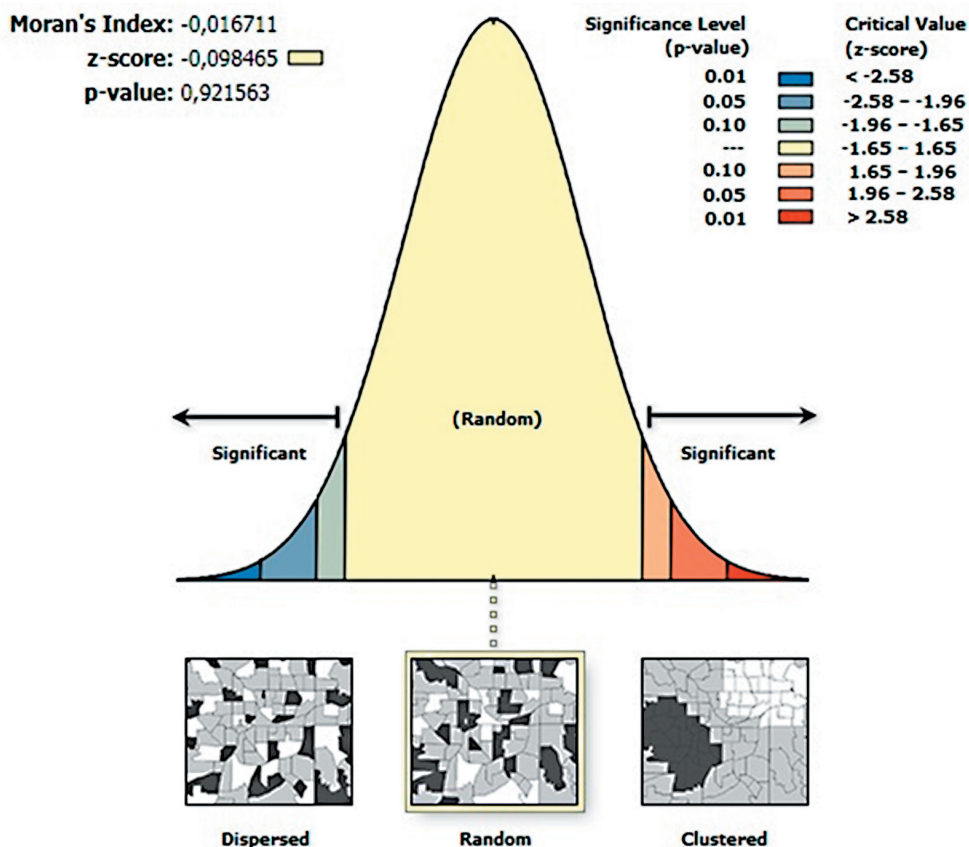 Moran's Index: -0,016711
z-score: -0,098465
p-value: 0,921563
Significance Level
(p-value)
Critical Value
(z-score)
0.01 < -2.58
0.05 -2.58 – -1.96
0.10 -1.96 – -1.65
--- -1.65 – 1.65
0.10 1.65 – 1.96
0.05 1.96 – 2.58
0.01 > 2.58
(Random)
Significant Significant
Dispersed Random Clustered